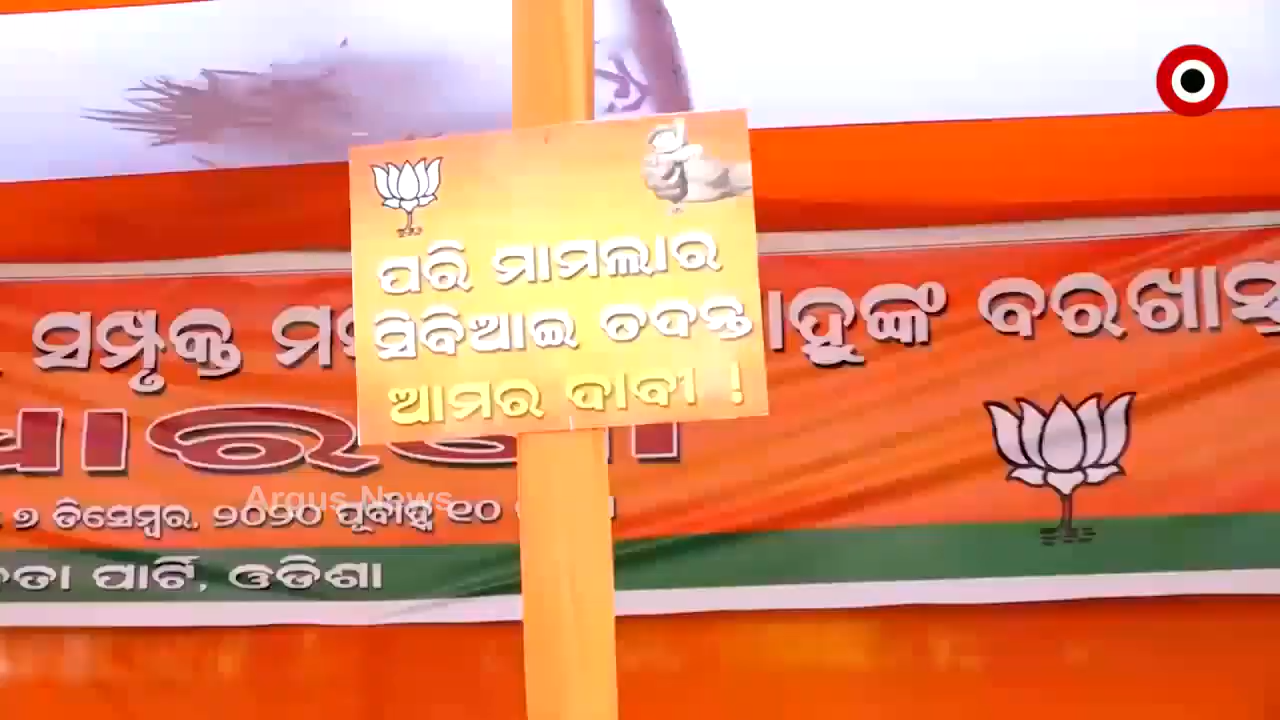 ପରି ମାମଲାର
ସିବିଆଇ ତଦନ୍ତ
ଆମର ଦାବୀ !
ସମ୍ପୃକ୍ତ ବରଖାସ୍ତ
୭ ଡିସେମ୍ବର, ୨୦୨୦ ପୂର୍ବାହ୍ନ ୧୦
ପାର୍ଟି, ଓଡିଶା
Argus News